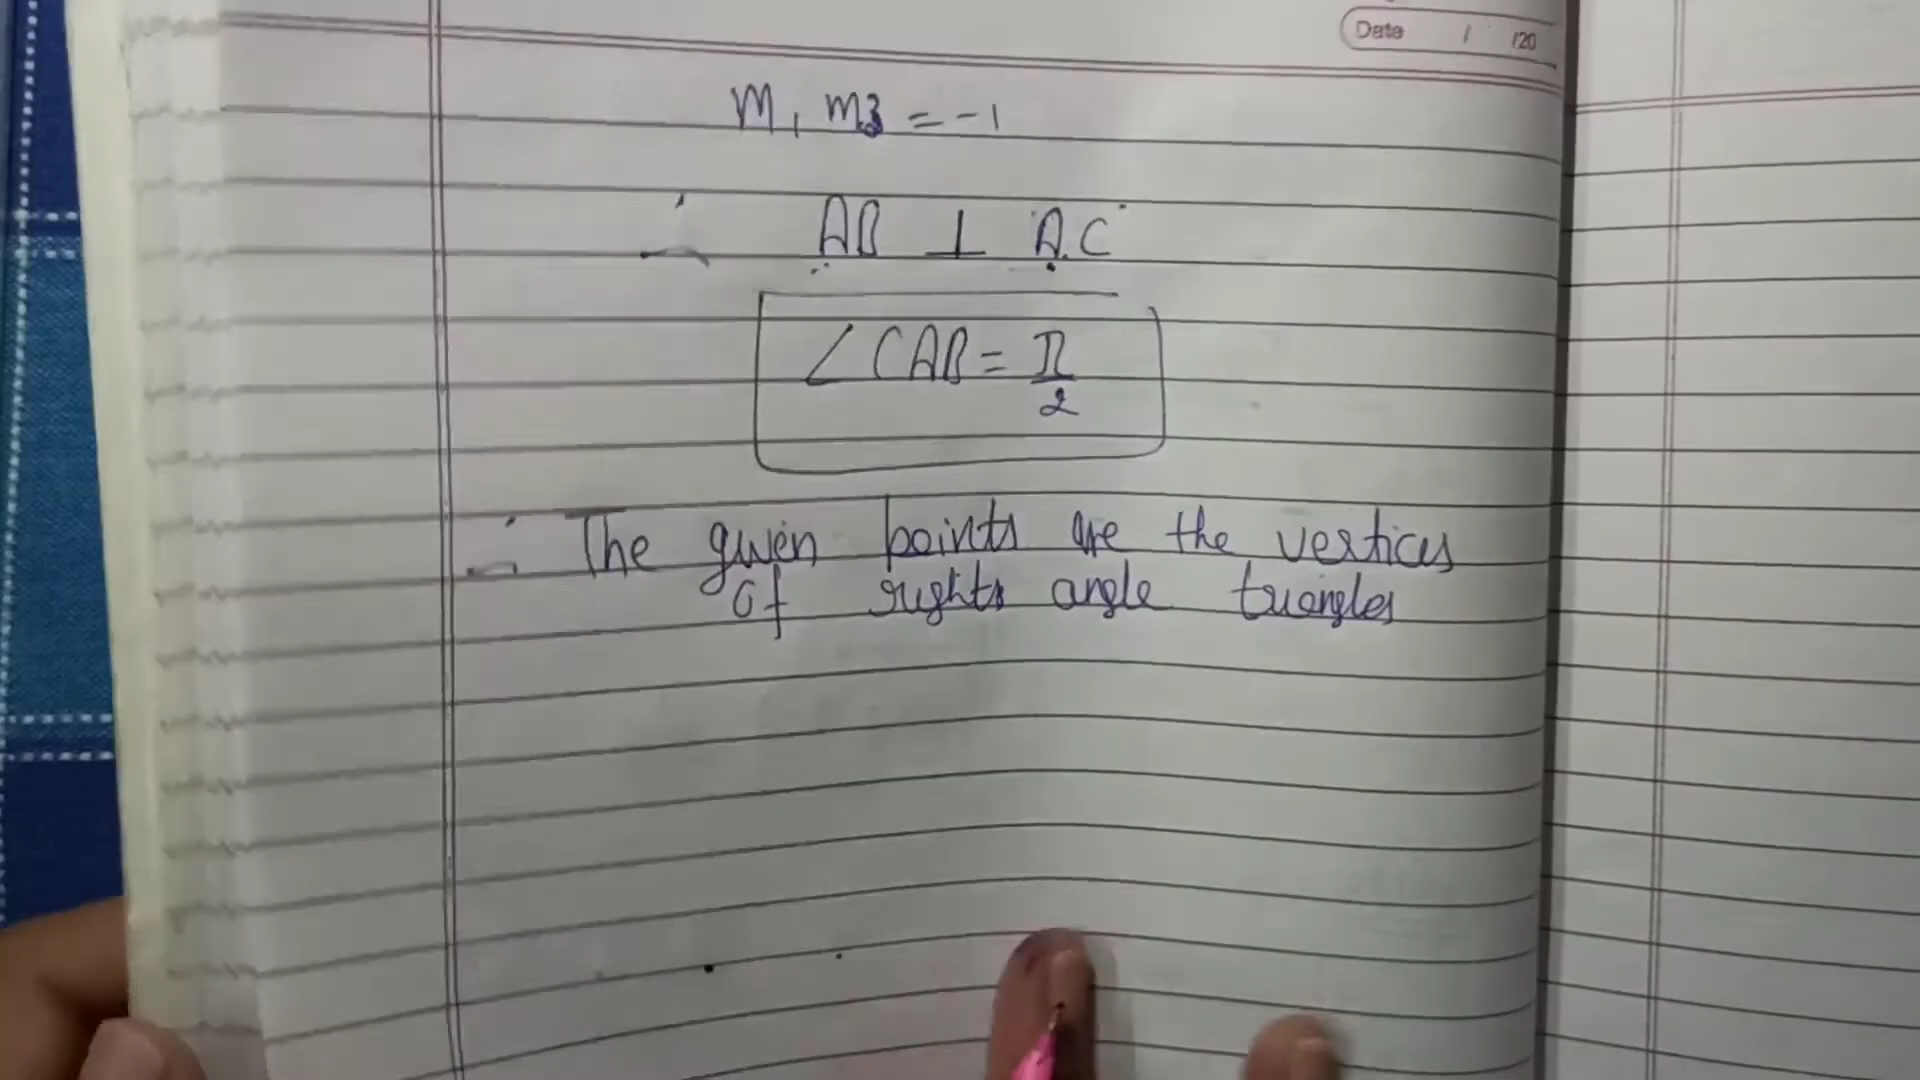 Date / /20
m₁ m₃ = -1
∴ AB ⊥ AC
∠CAB = π/2
∴ The given points are the vertices
of rights angle triangles